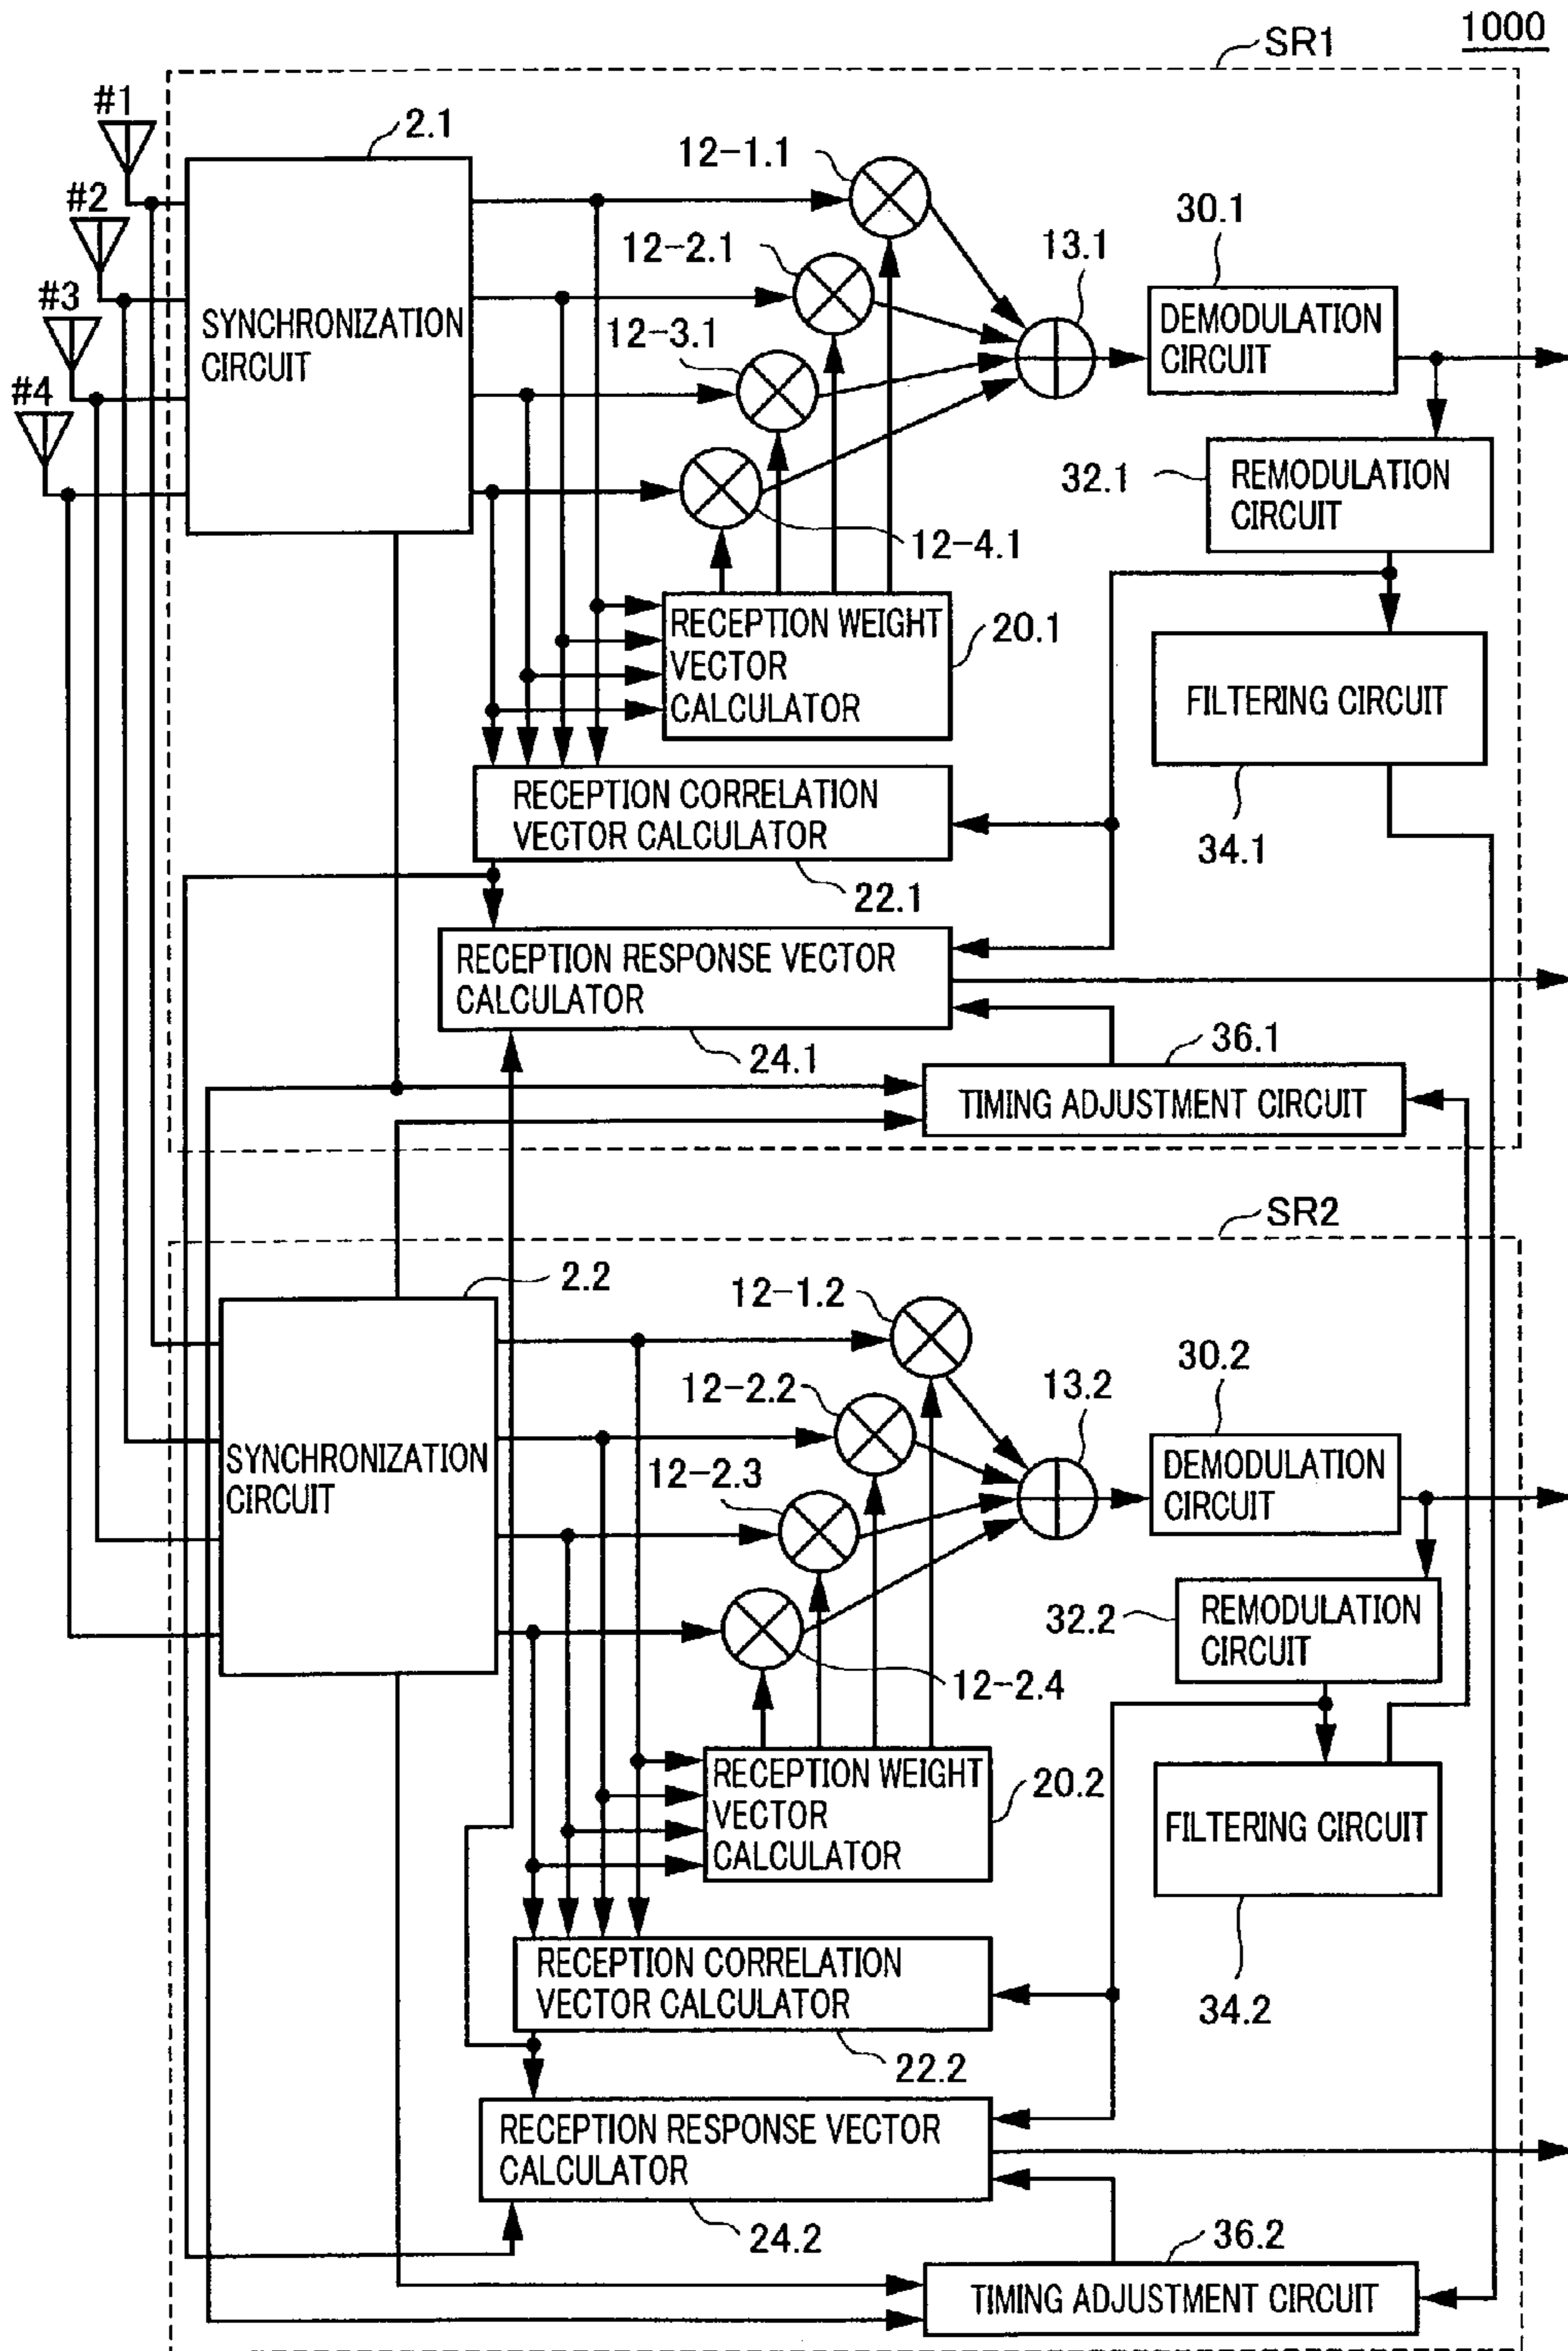 1000
SR1
#1
2.1
12-1.1
#2
30.1
12-2.1
13.1
#3
SYNCHRONIZATION
CIRCUIT
DEMODULATION
CIRCUIT
12-3.1
#4
32.1
REMODULATION
CIRCUIT
12-4.1
RECEPTION WEIGHT
VECTOR
CALCULATOR
20.1
FILTERING CIRCUIT
34.1
RECEPTION CORRELATION
VECTOR CALCULATOR
22.1
RECEPTION RESPONSE VECTOR
CALCULATOR
24.1
36.1
TIMING ADJUSTMENT CIRCUIT
SR2
2.2
12-1.2
30.2
12-2.2
13.2
SYNCHRONIZATION
CIRCUIT
DEMODULATION
CIRCUIT
12-2.3
32.2
REMODULATION
CIRCUIT
12-2.4
RECEPTION WEIGHT
VECTOR
CALCULATOR
20.2
FILTERING CIRCUIT
34.2
RECEPTION CORRELATION
VECTOR CALCULATOR
22.2
RECEPTION RESPONSE VECTOR
CALCULATOR
24.2
36.2
TIMING ADJUSTMENT CIRCUIT